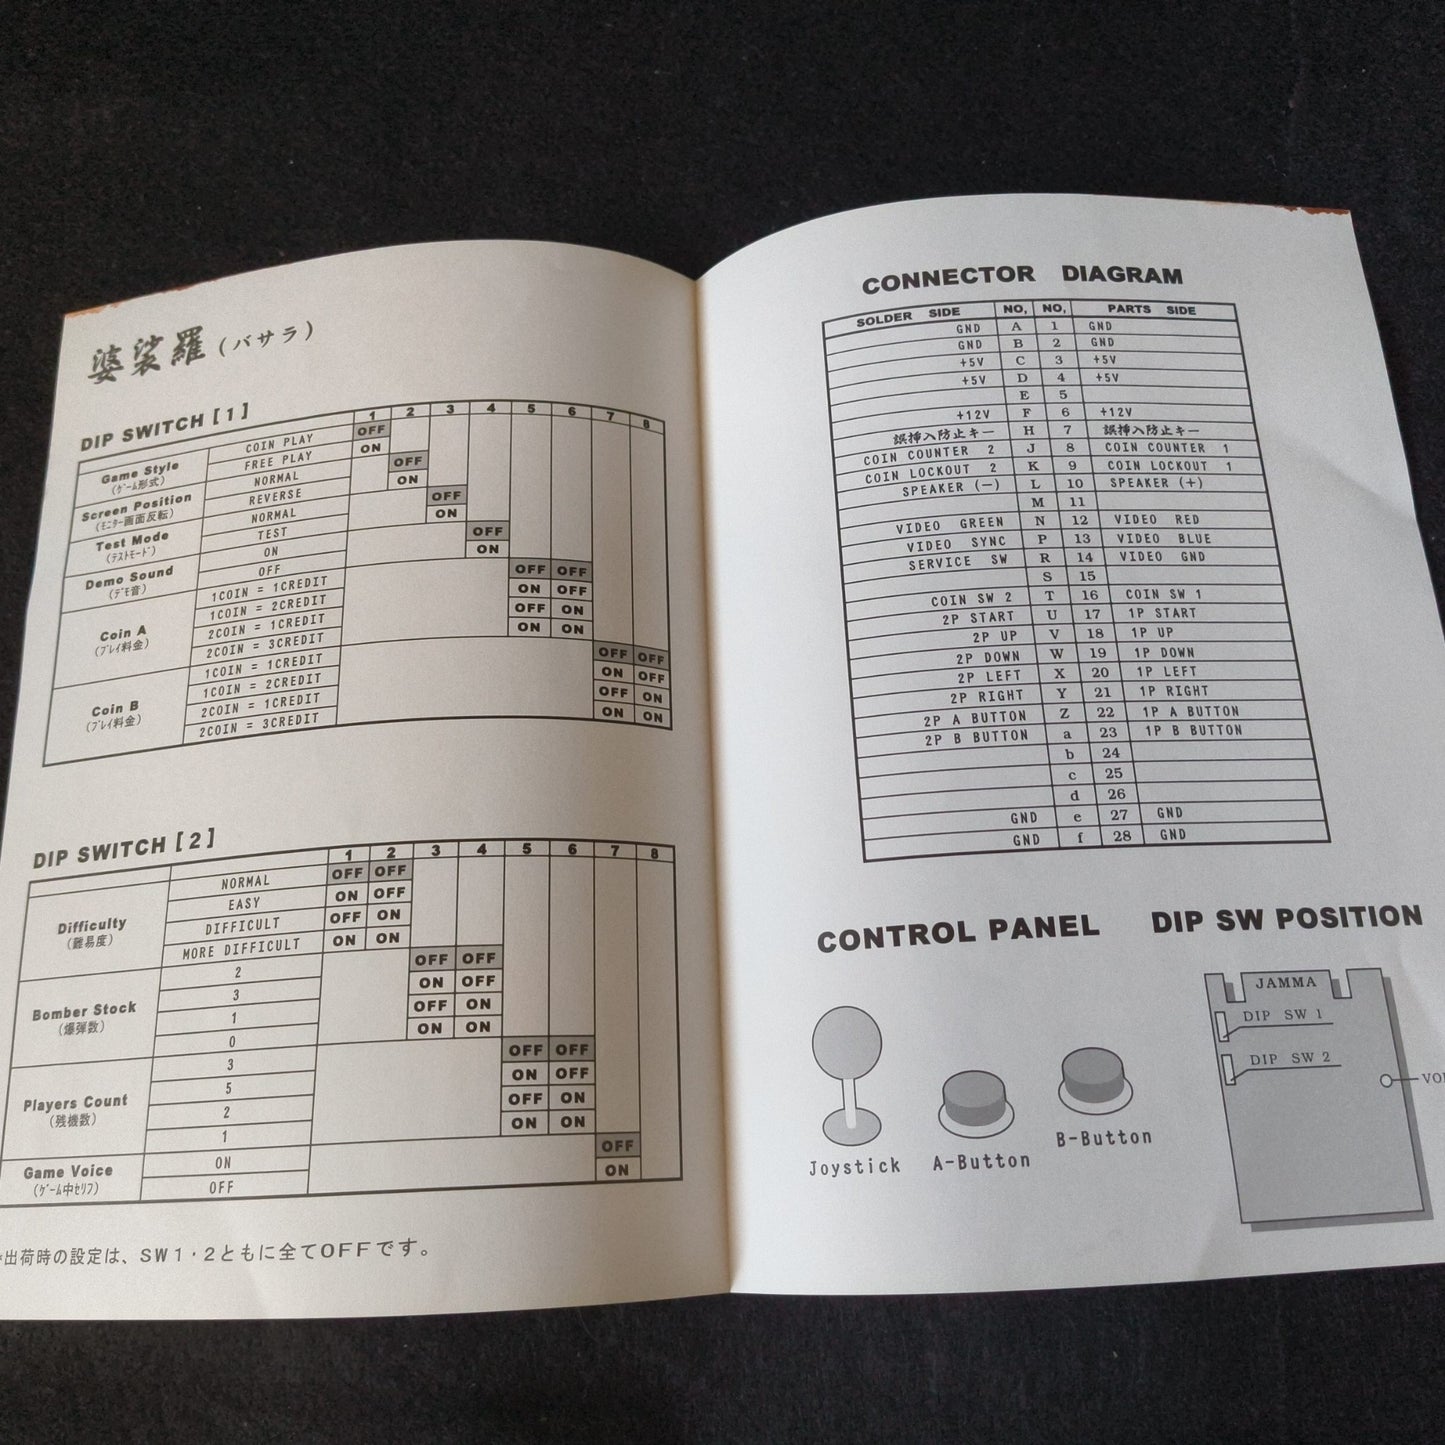 婆裟羅（バサラ）
DIP SWITCH [ 1 ]
1 2 3 4 5 6 7 8
Game Style
(ｹﾞｰﾑ形式)
COIN PLAY OFF
FREE PLAY ON
Screen Position
(ﾓﾆﾀｰ画面反転)
NORMAL OFF
REVERSE ON
Test Mode
(ﾃｽﾄﾓｰﾄﾞ)
NORMAL OFF
TEST ON
Demo Sound
(ﾃﾞﾓ音)
ON OFF
OFF ON
Coin A
(ﾌﾟﾚｲ料金)
1COIN = 1CREDIT OFF OFF
1COIN = 2CREDIT ON OFF
2COIN = 1CREDIT OFF ON
2COIN = 3CREDIT ON ON
Coin B
(ﾌﾟﾚｲ料金)
1COIN = 1CREDIT OFF OFF
1COIN = 2CREDIT ON OFF
2COIN = 1CREDIT OFF ON
2COIN = 3CREDIT ON ON
DIP SWITCH [ 2 ]
1 2 3 4 5 6 7 8
Difficulty
(難易度)
NORMAL OFF OFF
EASY ON OFF
DIFFICULT OFF ON
MORE DIFFICULT ON ON
Bomber Stock
(爆弾数)
2 OFF OFF
3 ON OFF
1 OFF ON
0 ON ON
Players Count
(残機数)
3 OFF OFF
5 ON OFF
2 OFF ON
1 ON ON
Game Voice
(ｹﾞｰﾑ中ｾﾘﾌ)
ON OFF
OFF ON
*出荷時の設定は、SW1・2ともに全てOFFです。
CONNECTOR DIAGRAM
SOLDER SIDE NO, NO, PARTS SIDE
GND A 1 GND
GND B 2 GND
+5V C 3 +5V
+5V D 4 +5V
E 5
+12V F 6 +12V
誤挿入防止キー H 7 誤挿入防止キー
COIN COUNTER 2 J 8 COIN COUNTER 1
COIN LOCKOUT 2 K 9 COIN LOCKOUT 1
SPEAKER (−) L 10 SPEAKER (+)
M 11
VIDEO GREEN N 12 VIDEO RED
VIDEO SYNC P 13 VIDEO BLUE
SERVICE SW R 14 VIDEO GND
S 15
COIN SW 2 T 16 COIN SW 1
2P START U 17 1P START
2P UP V 18 1P UP
2P DOWN W 19 1P DOWN
2P LEFT X 20 1P LEFT
2P RIGHT Y 21 1P RIGHT
2P A BUTTON Z 22 1P A BUTTON
2P B BUTTON a 23 1P B BUTTON
b 24
c 25
d 26
GND e 27 GND
GND f 28 GND
CONTROL PANEL
Joystick
A-Button
B-Button
DIP SW POSITION
JAMMA
DIP SW 1
DIP SW 2